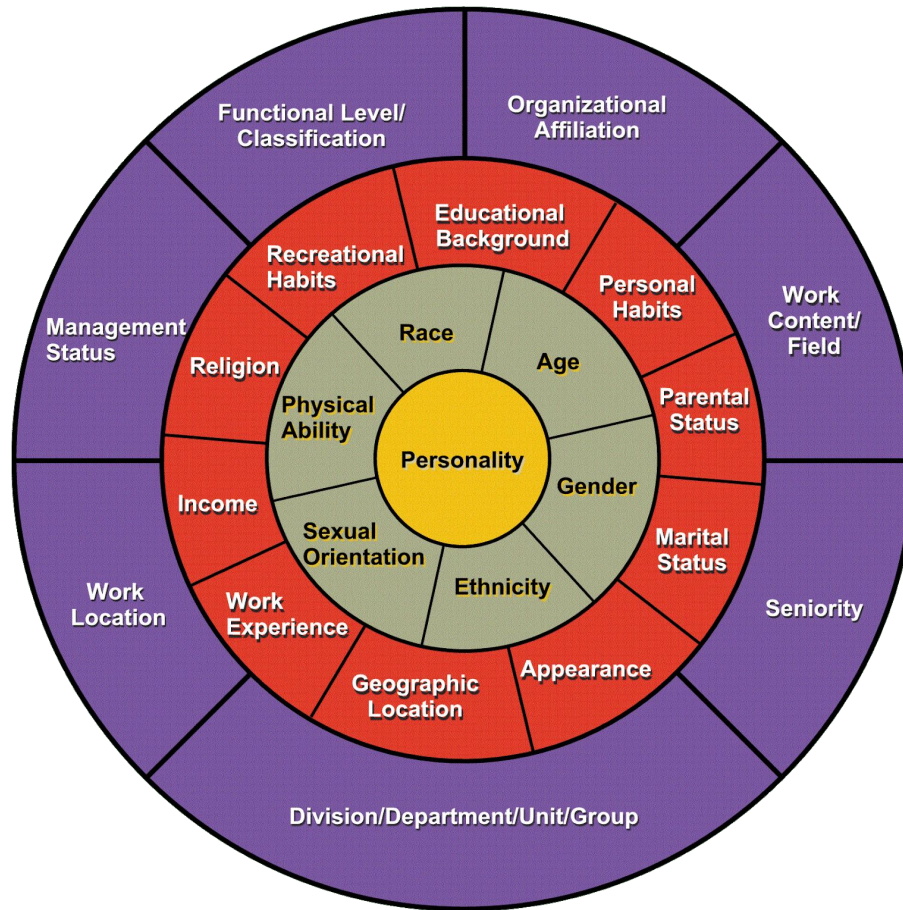 Functional Level/
Classification
Organizational
Affiliation
Management
Status
Work
Content/
Field
Work
Location
Seniority
Division/Department/Unit/Group
Recreational
Habits
Educational
Background
Personal
Habits
Religion
Parental
Status
Income
Marital
Status
Work
Experience
Geographic
Location
Appearance
Race
Age
Physical
Ability
Gender
Sexual
Orientation
Ethnicity
Personality